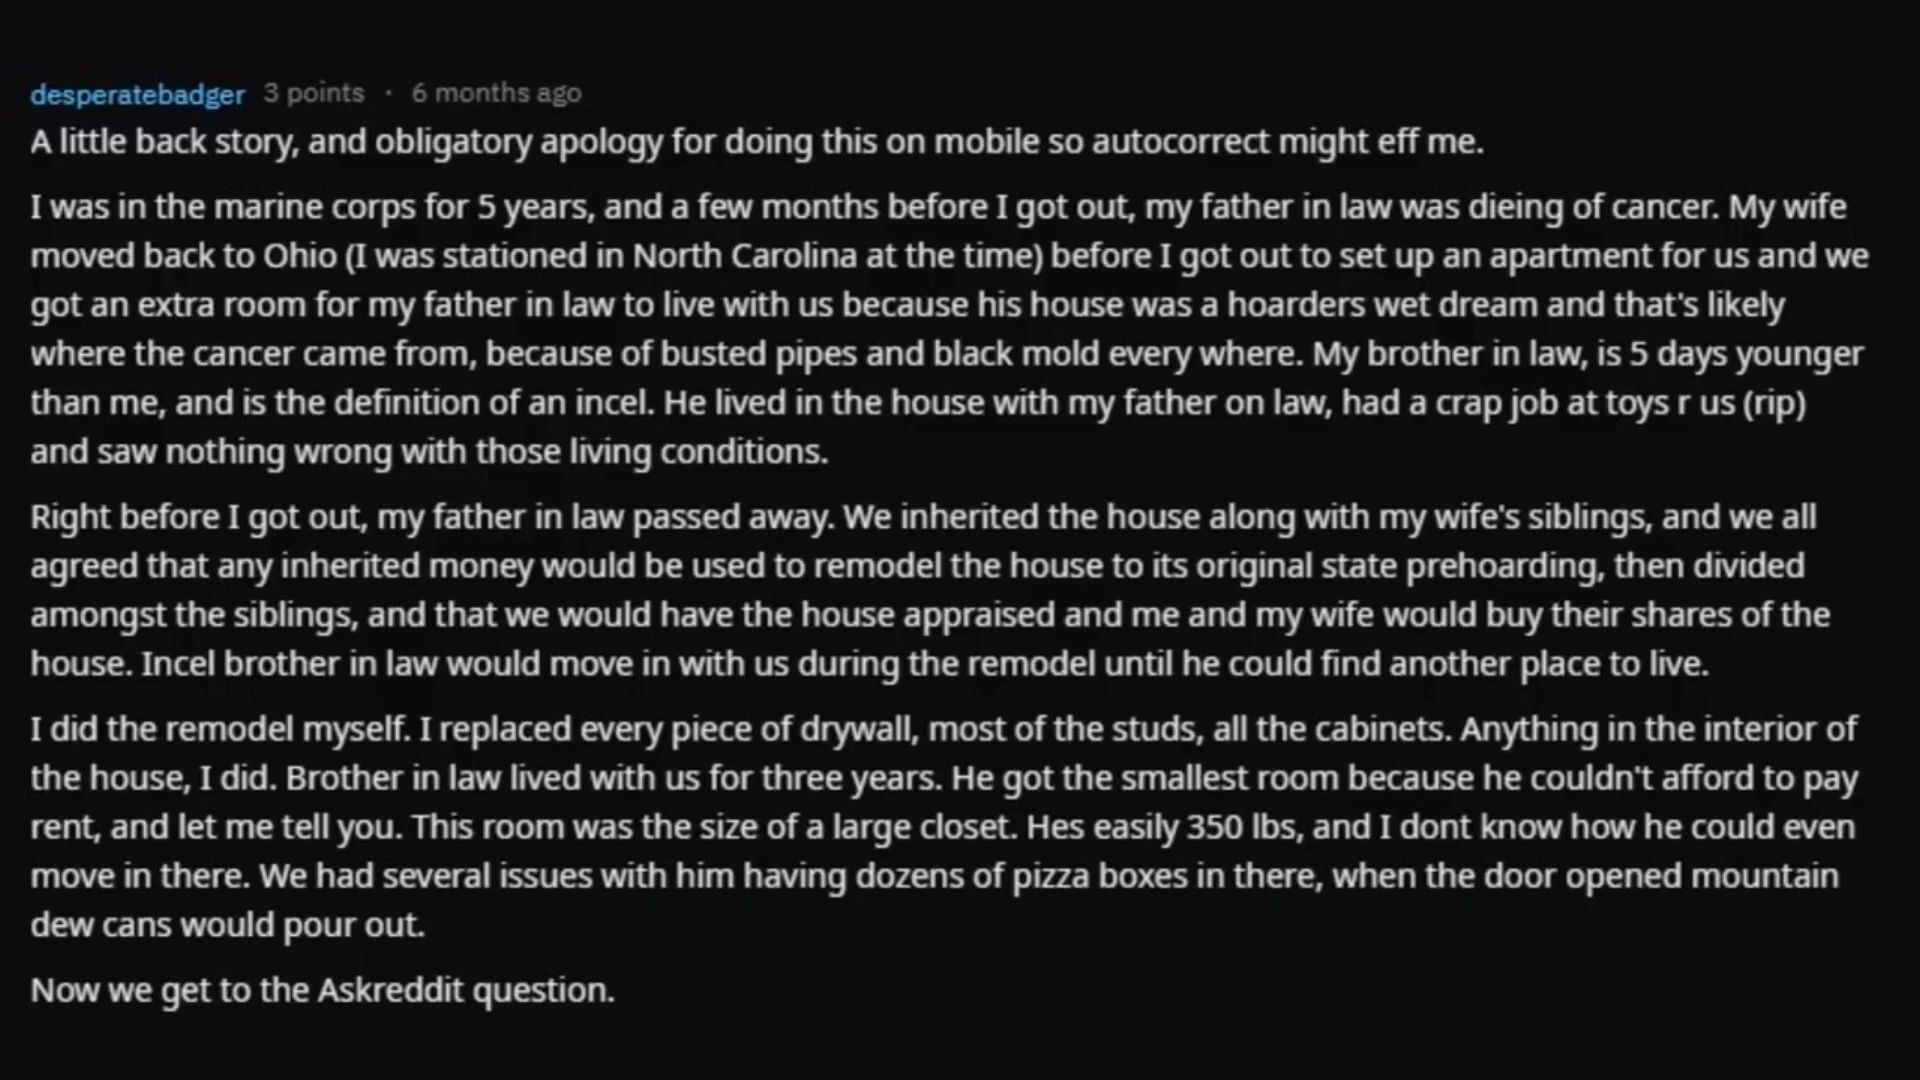 desperatebadger 3 points · 6 months ago
A little back story, and obligatory apology for doing this on mobile so autocorrect might eff me.
I was in the marine corps for 5 years, and a few months before I got out, my father in law was dieing of cancer. My wife
moved back to Ohio (I was stationed in North Carolina at the time) before I got out to set up an apartment for us and we
got an extra room for my father in law to live with us because his house was a hoarders wet dream and that's likely
where the cancer came from, because of busted pipes and black mold every where. My brother in law, is 5 days younger
than me, and is the definition of an incel. He lived in the house with my father on law, had a crap job at toys r us (rip)
and saw nothing wrong with those living conditions.
Right before I got out, my father in law passed away. We inherited the house along with my wife's siblings, and we all
agreed that any inherited money would be used to remodel the house to its original state prehoarding, then divided
amongst the siblings, and that we would have the house appraised and me and my wife would buy their shares of the
house. Incel brother in law would move in with us during the remodel until he could find another place to live.
I did the remodel myself. I replaced every piece of drywall, most of the studs, all the cabinets. Anything in the interior of
the house, I did. Brother in law lived with us for three years. He got the smallest room because he couldn't afford to pay
rent, and let me tell you. This room was the size of a large closet. Hes easily 350 lbs, and I dont know how he could even
move in there. We had several issues with him having dozens of pizza boxes in there, when the door opened mountain
dew cans would pour out.
Now we get to the Askreddit question.